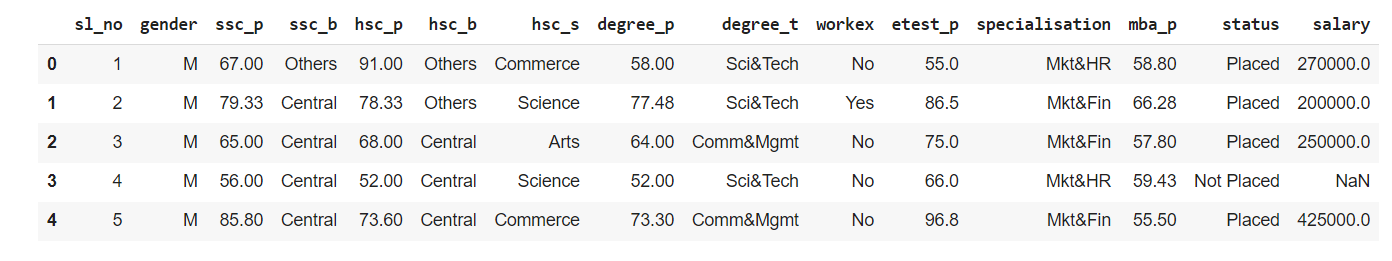 sl_no gender ssc_p ssc_b hsc_p hsc_b hsc_s degree_p degree_t workex etest_p specialisation mba_p status salary
0 1 M 67.00 Others 91.00 Others Commerce 58.00 Sci&Tech No 55.0 Mkt&HR 58.80 Placed 270000.0
1 2 M 79.33 Central 78.33 Others Science 77.48 Sci&Tech Yes 86.5 Mkt&Fin 66.28 Placed 200000.0
2 3 M 65.00 Central 68.00 Central Arts 64.00 Comm&Mgmt No 75.0 Mkt&Fin 57.80 Placed 250000.0
3 4 M 56.00 Central 52.00 Central Science 52.00 Sci&Tech No 66.0 Mkt&HR 59.43 Not Placed NaN
4 5 M 85.80 Central 73.60 Central Commerce 73.30 Comm&Mgmt No 96.8 Mkt&Fin 55.50 Placed 425000.0